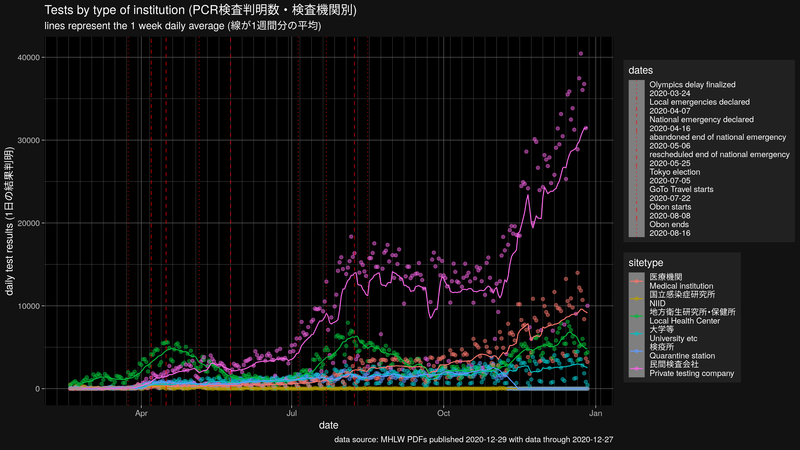 Tests by type of institution (PCR検査判明数・検査機関別)
lines represent the 1 week daily average (線が1週間分の平均)
daily test results (1日の結果判明)
40000
30000
20000
10000
0
Apr
Jul
Oct
Jan
date
dates
Olympics delay finalized
2020-03-24
Local emergencies declared
2020-04-07
National emergency declared
2020-04-16
abandoned end of national emergency
2020-05-06
rescheduled end of national emergency
2020-05-25
Tokyo election
2020-07-05
GoTo Travel starts
2020-07-22
Obon starts
2020-08-08
Obon ends
2020-08-16
sitetype
医療機関
Medical institution
国立感染症研究所
NIID
地方衛生研究所・保健所
Local Health Center
大学等
University etc
検疫所
Quarantine station
民間検査会社
Private testing company
data source: MHLW PDFs published 2020-12-29 with data through 2020-12-27